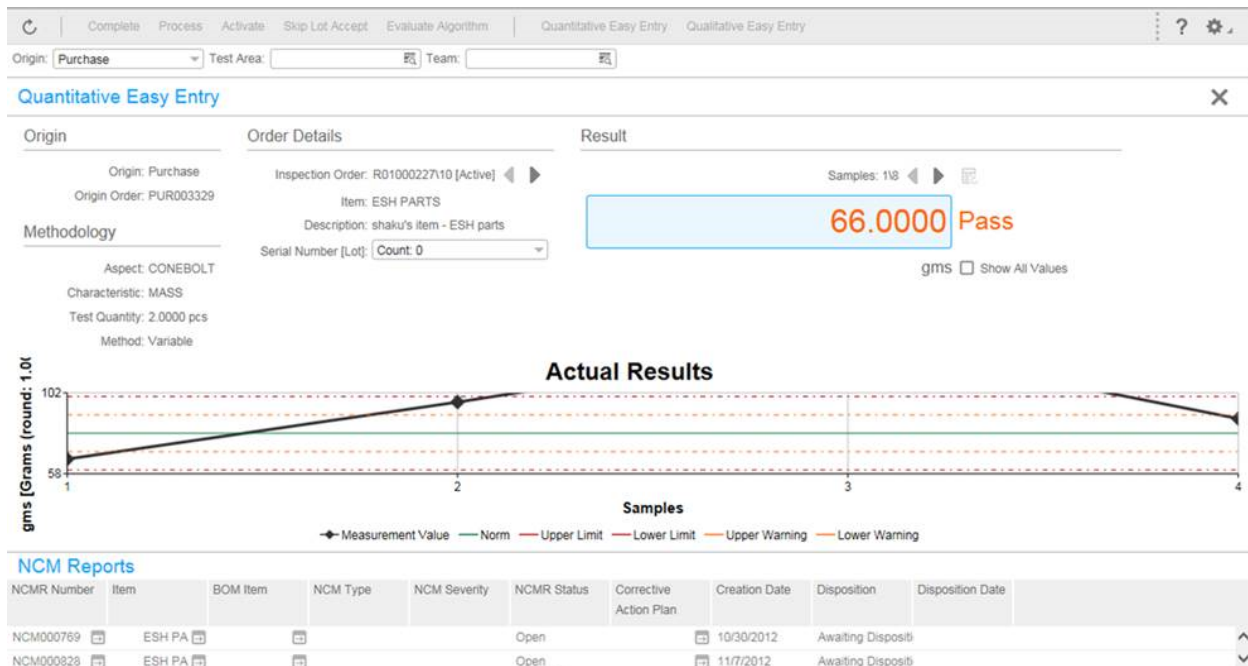 Complete Process Activate Skip Lot Accept Evaluate Algorithm Quantitative Easy Entry Qualitative Easy Entry ?
Origin: Purchase Test Area: Team:
Quantitative Easy Entry
Origin Order Details Result
Origin: Purchase Inspection Order: R01000227\10 [Active] Samples: 1\8
Origin Order: PUR003329 Item: ESH PARTS 66.0000 Pass
Methodology Description: shaku's item - ESH parts
Serial Number [Lot]: Count: 0
Aspect: CONEBOLT gms Show All Values
Characteristic: MASS
Test Quantity: 2.0000 pcs
Method: Variable
Actual Results
gms [Grams (round: 1.0(
102
58
1 2 3 4
Samples
Measurement Value Norm Upper Limit Lower Limit Upper Warning Lower Warning
NCM Reports
NCMR Number Item BOM Item NCM Type NCM Severity NCMR Status Corrective Action Plan Creation Date Disposition Disposition Date
NCM000769 ESH PA Open 10/30/2012 Awaiting Dispositi
NCM000828 ESH PA Open 11/7/2012 Awaiting Dispositi